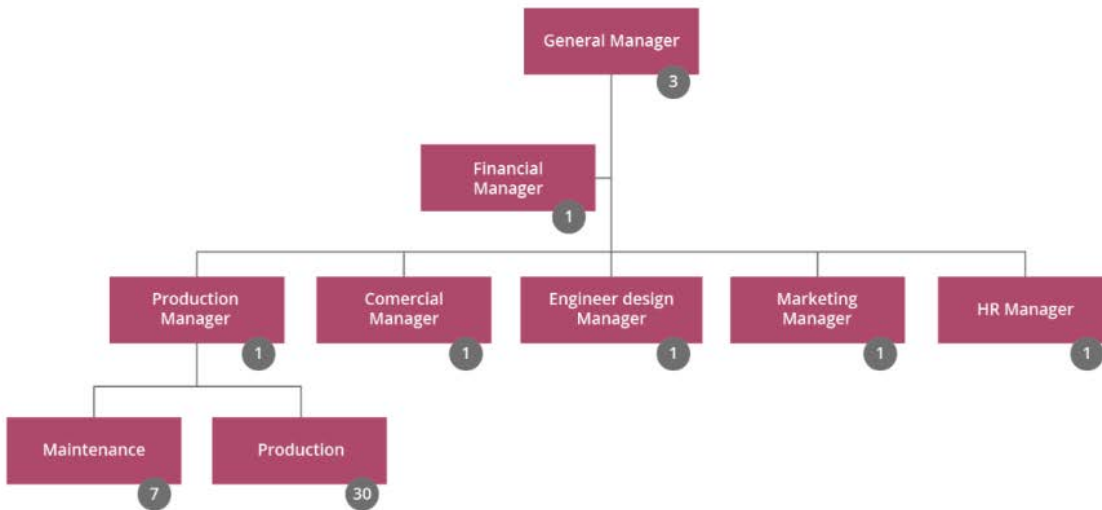 General Manager
3
Financial
Manager
1
Production
Manager
1
Comercial
Manager
1
Engineer design
Manager
1
Marketing
Manager
1
HR Manager
1
Maintenance
7
Production
30